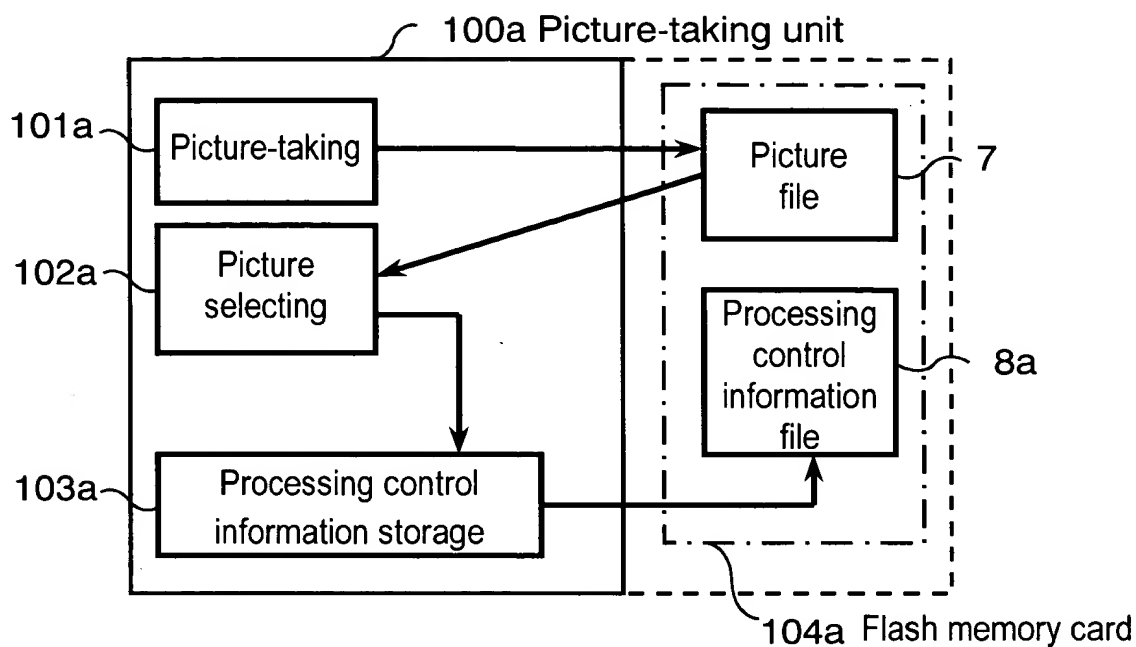 100a Picture-taking unit
101a
Picture-taking
Picture
file
7
102a
Picture
selecting
Processing
control
information
file
8a
103a
Processing control
information storage
104a Flash memory card